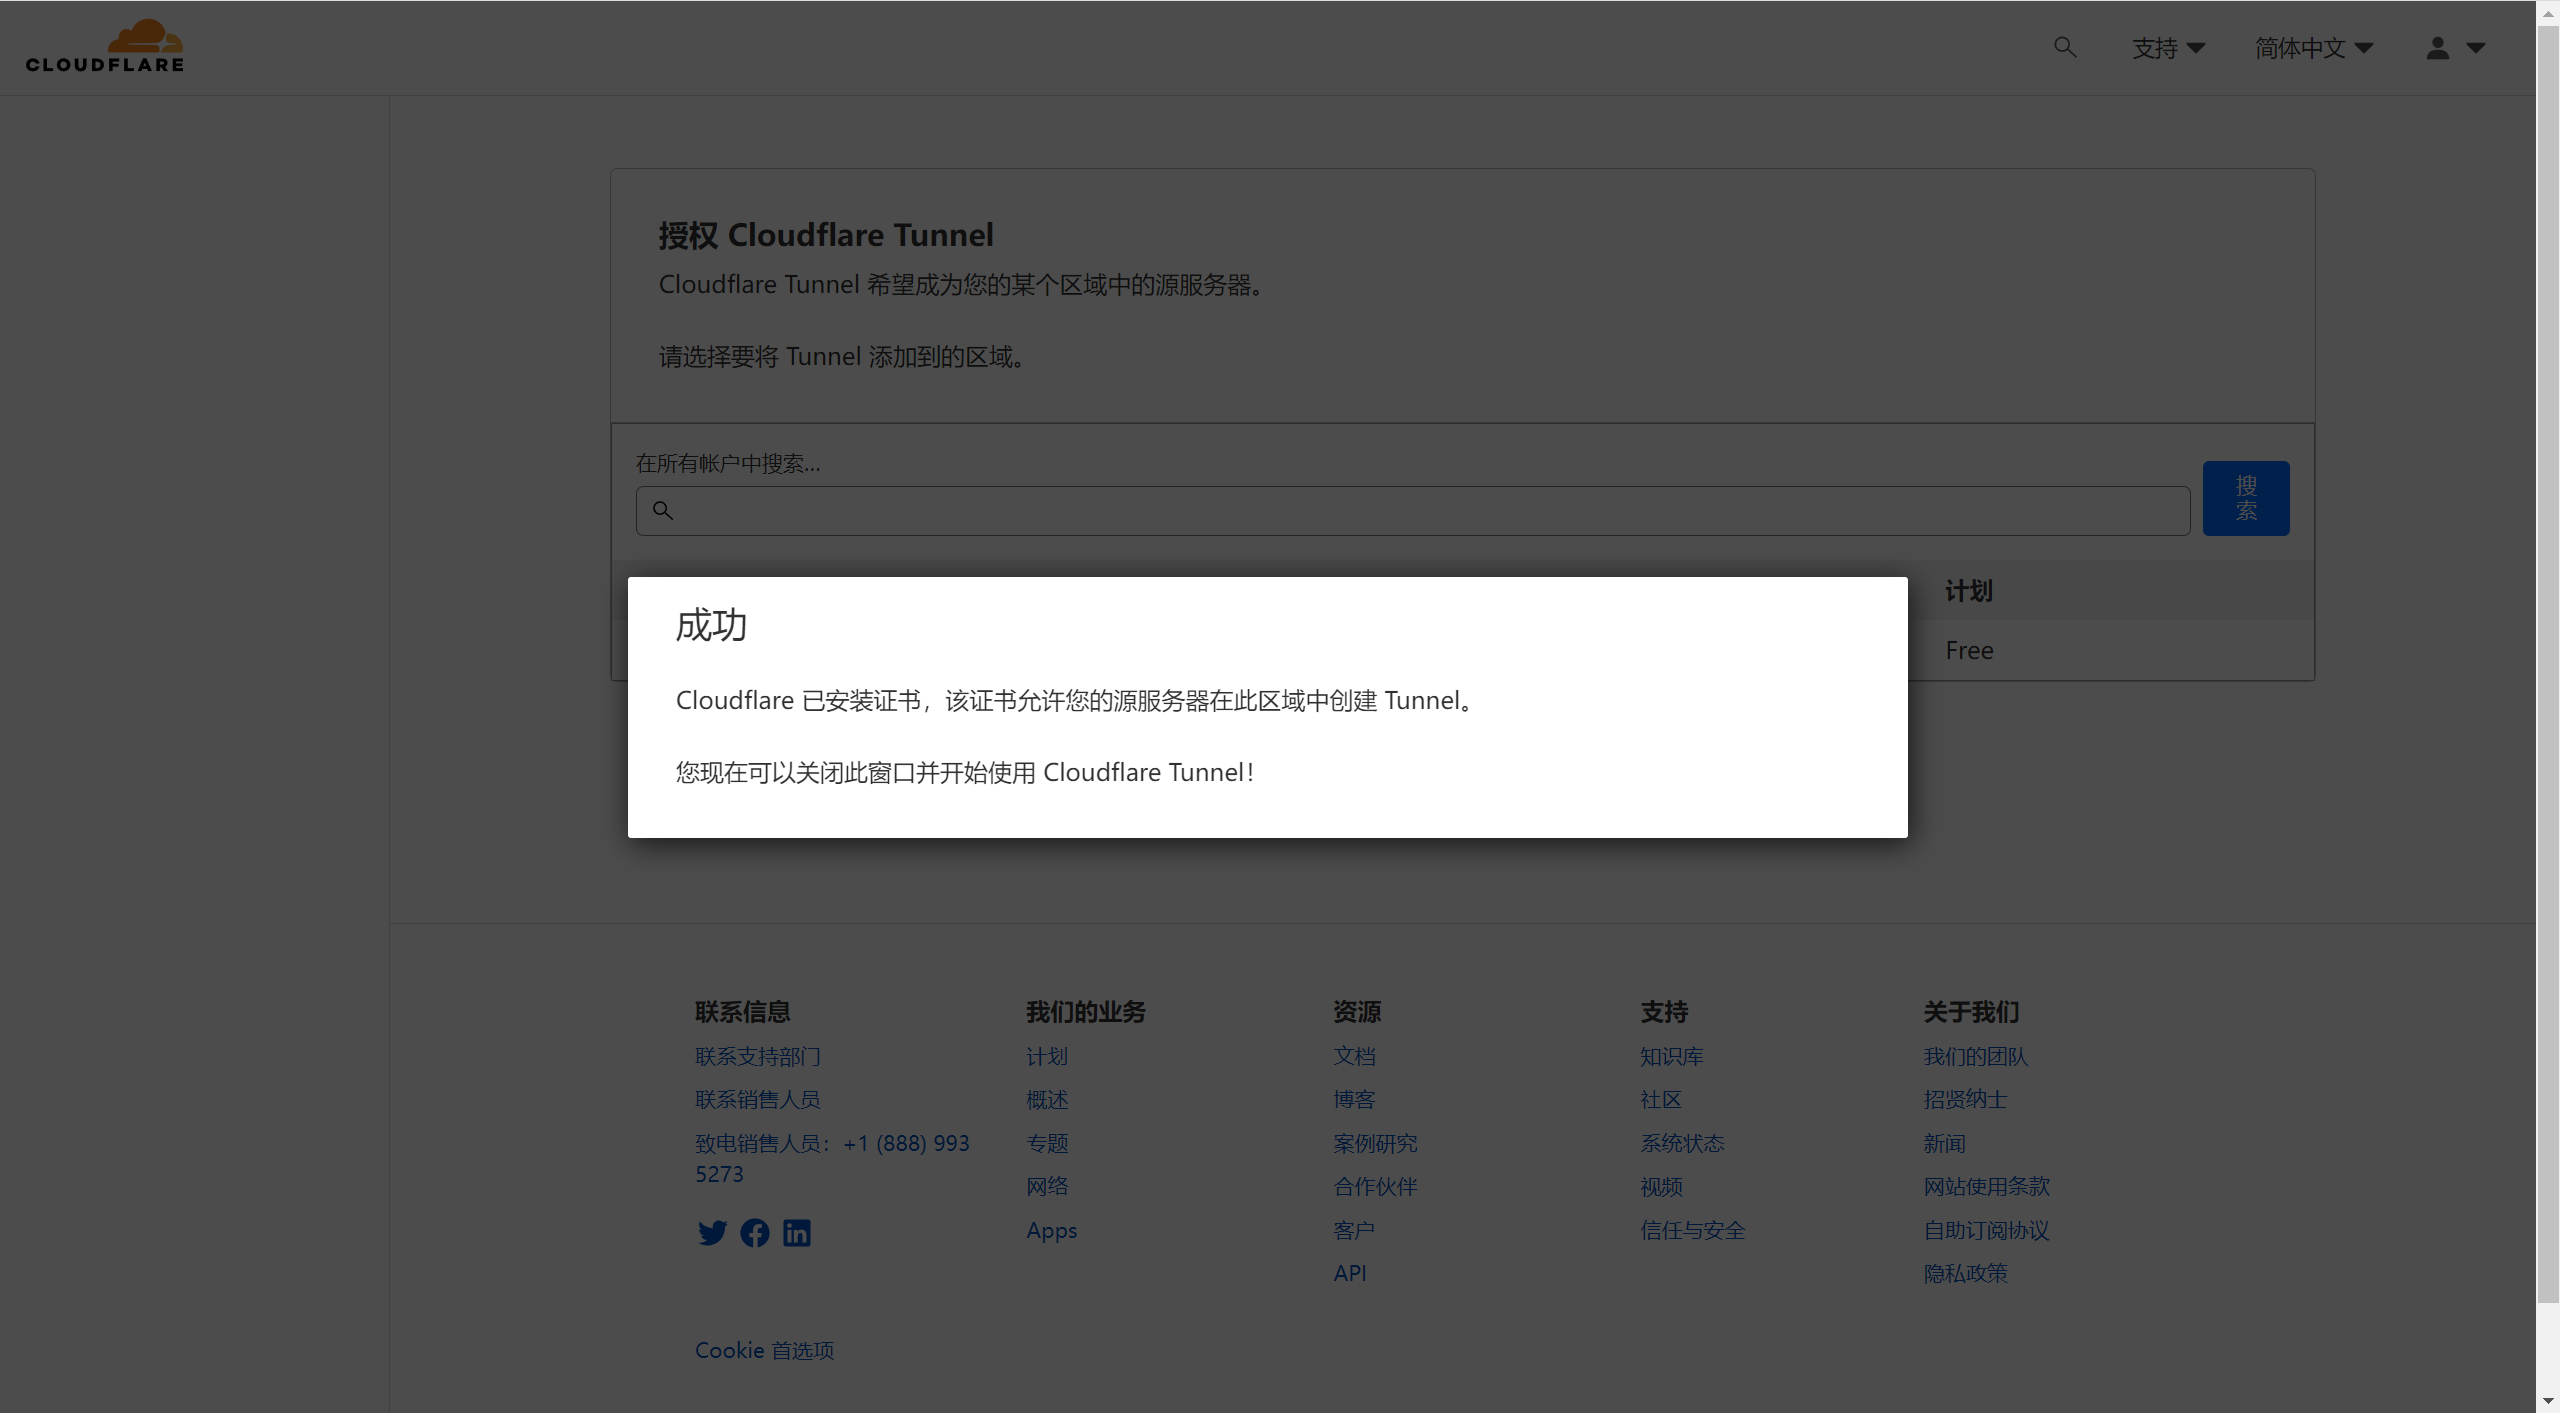 CLOUDFLARE
支持
简体中文
授权 Cloudflare Tunnel
Cloudflare Tunnel 希望成为您的某个区域中的源服务器。
请选择要将 Tunnel 添加到的区域。
在所有帐户中搜索...
搜
索
计划
Free
成功
Cloudflare 已安装证书，该证书允许您的源服务器在此区域中创建 Tunnel。
您现在可以关闭此窗口并开始使用 Cloudflare Tunnel！
联系信息
联系支持部门
联系销售人员
致电销售人员：+1 (888) 993
5273
我们的业务
计划
概述
专题
网络
Apps
资源
文档
博客
案例研究
合作伙伴
客户
API
支持
知识库
社区
系统状态
视频
信任与安全
关于我们
我们的团队
招贤纳士
新闻
网站使用条款
自助订阅协议
隐私政策
Cookie 首选项